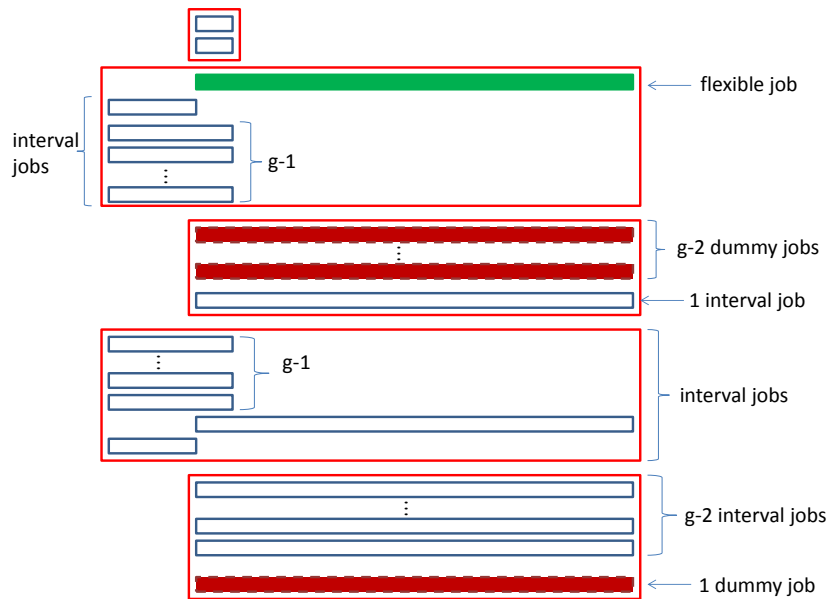 flexible job
interval
jobs
g-1
g-2 dummy jobs
1 interval job
g-1
interval jobs
g-2 interval jobs
1 dummy job